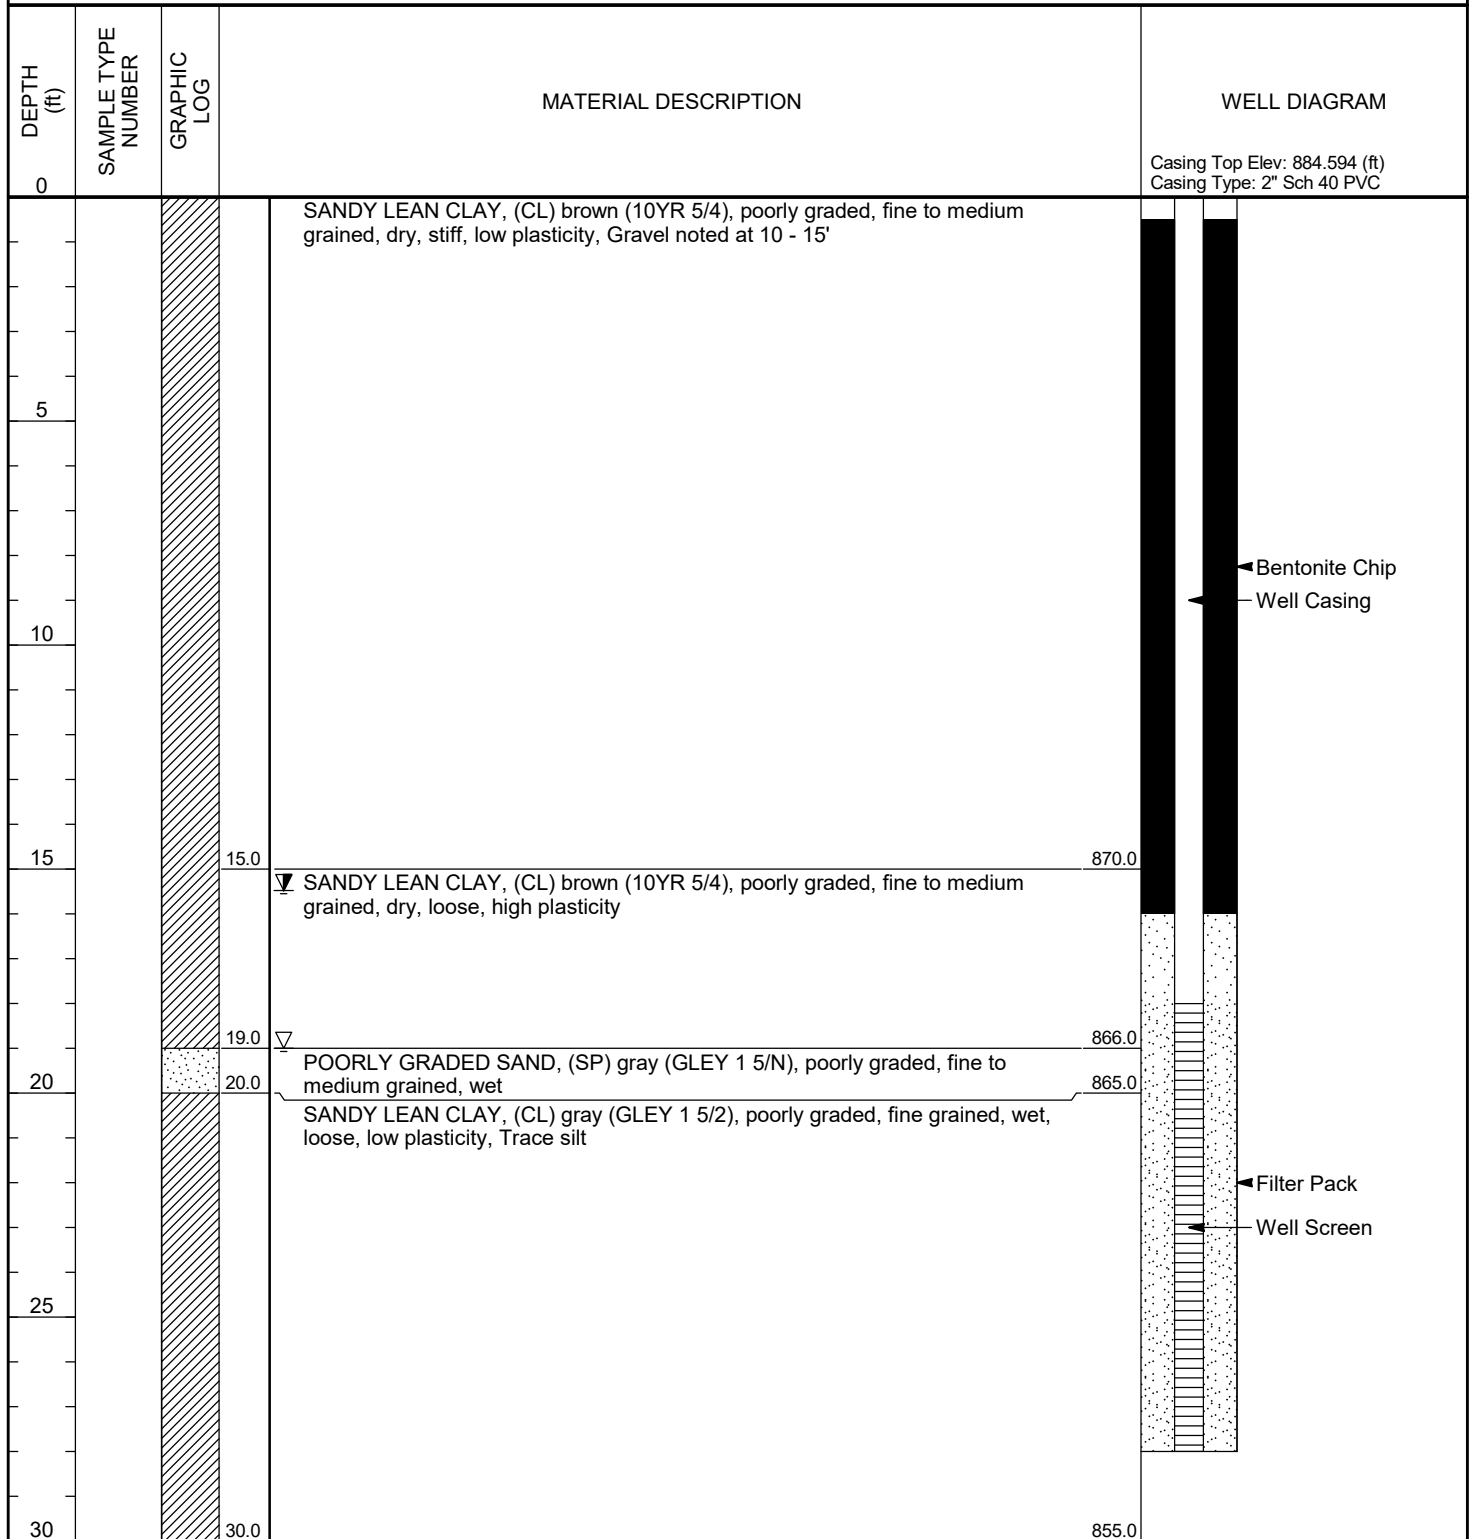 DEPTH
(ft)
0
SAMPLE TYPE
NUMBER
GRAPHIC
LOG
MATERIAL DESCRIPTION
WELL DIAGRAM
Casing Top Elev: 884.594 (ft)
Casing Type: 2" Sch 40 PVC
SANDY LEAN CLAY, (CL) brown (10YR 5/4), poorly graded, fine to medium
grained, dry, stiff, low plasticity, Gravel noted at 10 - 15'
5
Bentonite Chip
Well Casing
10
15
15.0
870.0
SANDY LEAN CLAY, (CL) brown (10YR 5/4), poorly graded, fine to medium
grained, dry, loose, high plasticity
19.0
866.0
POORLY GRADED SAND, (SP) gray (GLEY 1 5/N), poorly graded, fine to
medium grained, wet
20
20.0
865.0
SANDY LEAN CLAY, (CL) gray (GLEY 1 5/2), poorly graded, fine grained, wet,
loose, low plasticity, Trace silt
Filter Pack
Well Screen
25
30
30.0
855.0